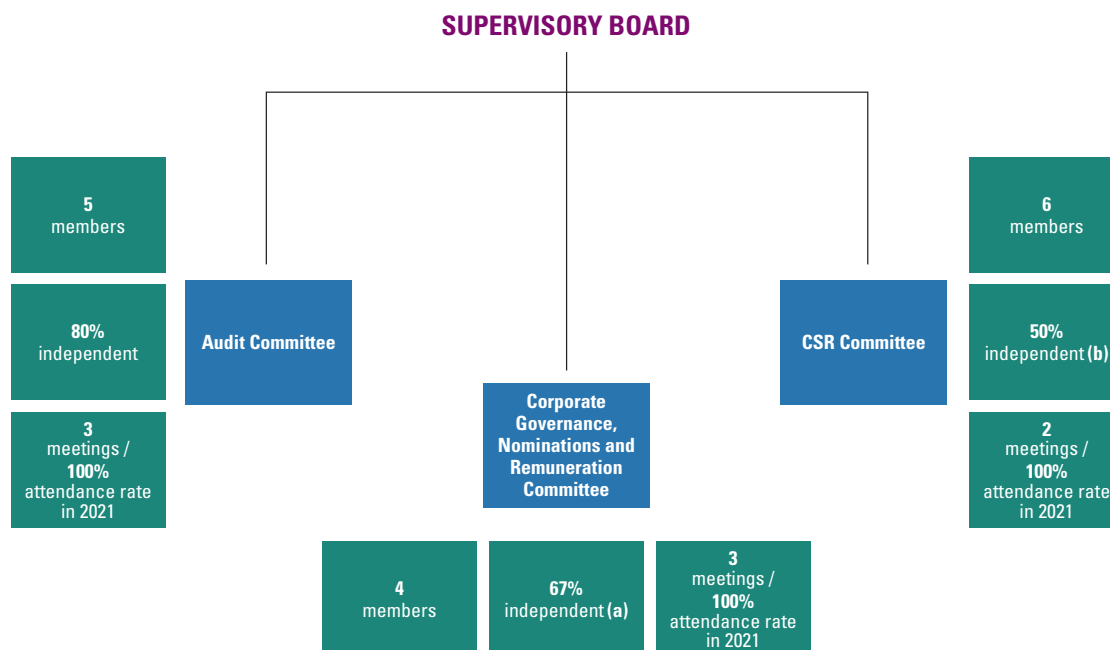 SUPERVISORY BOARD
5
members
80%
independent
3
meetings /
100%
attendance rate
in 2021
Audit Committee
Corporate
Governance,
Nominations and
Remuneration
Committee
4
members
67%
independent (a)
3
meetings /
100%
attendance rate
in 2021
CSR Committee
6
members
50%
independent (b)
2
meetings /
100%
attendance rate
in 2021